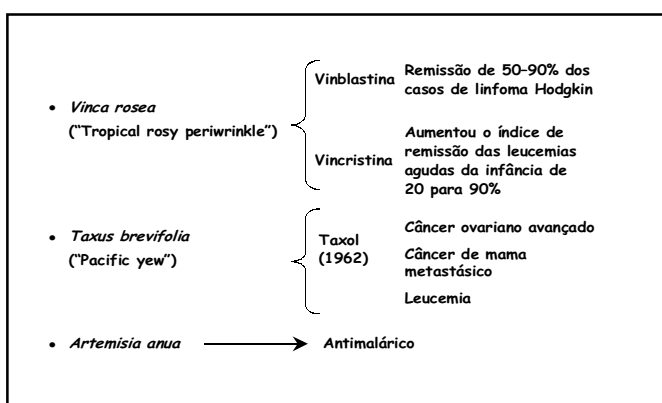 • Vinca rosea
("Tropical rosy periwrinkle")
Vinblastina
Remissão de 50–90% dos
casos de linfoma Hodgkin
Vincristina
Aumentou o índice de
remissão das leucemias
agudas da infância de
20 para 90%
• Taxus brevifolia
("Pacific yew")
Taxol
(1962)
Câncer ovariano avançado
Câncer de mama
metastásico
Leucemia
• Artemisia anua
Antimalárico